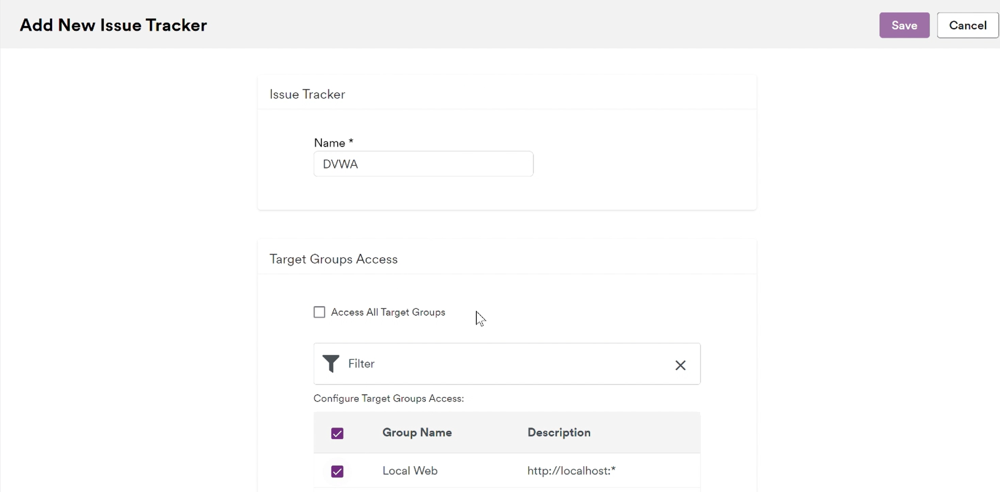 Add New Issue Tracker
Save
Cancel
Issue Tracker
Name *
DVWA
Target Groups Access
Access All Target Groups
Filter
Configure Target Groups Access:
Group Name Description
Local Web http://localhost:*